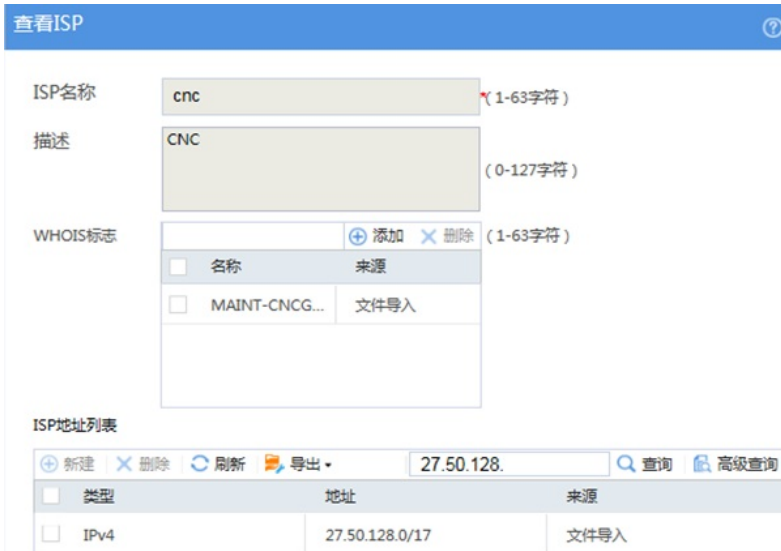 查看ISP
ISP名称 cnc *(1-63字符)
描述 CNC (0-127字符)
WHOIS标志 添加 删除 (1-63字符)
名称 来源
MAINT-CNCG... 文件导入
ISP地址列表
新建 删除 刷新 导出 27.50.128. 查询 高级查询
类型 地址 来源
IPv4 27.50.128.0/17 文件导入